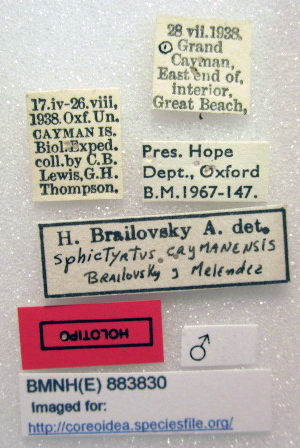 28 vii.1938.
① Grand
Cayman,
East end of,
interior,
Great Beach,
17.iv-26.viii,
1938. Oxf. Un.
CAYMAN IS.
Biol. Exped.
coll. by C.B.
Lewis, G.H.
Thompson.
Pres. Hope
Dept., Oxford
B.M.1967-147.
H. Brailovsky A. det.
Sphictyrtus caymanensis
Brailovsky y Melendez
HOLOTIPO
♂
BMNH(E) 883830
Imaged for:
http://coreoidea.speciesfile.org/